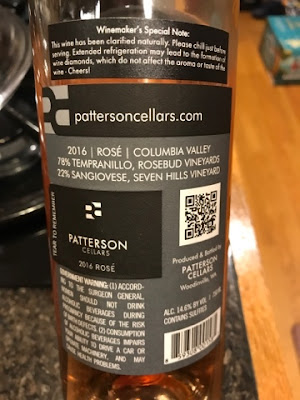 Winemaker's Special Note:
This wine has been clarified naturally. Please chill just before
serving. Extended refrigeration may lead to the formation of
wine diamonds, which do not affect the aroma or taste of the
wine - Cheers!
pattersoncellars.com
2016 | ROSÉ | COLUMBIA VALLEY
78% TEMPRANILLO, ROSEBUD VINEYARDS
22% SANGIOVESE, SEVEN HILLS VINEYARD
TEAR TO REMEMBER
PATTERSON
CELLARS
2016 ROSÉ
Produced & Bottled by
PATTERSON
CELLARS
Woodinville, WA
GOVERNMENT WARNING: (1) ACCORD-
ING TO THE SURGEON GENERAL,
SHOULD NOT DRINK
ALCOHOLIC BEVERAGES DURING
PREGNANCY BECAUSE OF THE RISK
OF BIRTH DEFECTS. (2) CONSUMPTION
OF ALCOHOLIC BEVERAGES IMPAIRS
ABILITY TO DRIVE A CAR OR
MACHINERY, AND MAY
HEALTH PROBLEMS.
ALC. 14.6% BY VOL
CONTAINS SULFITES